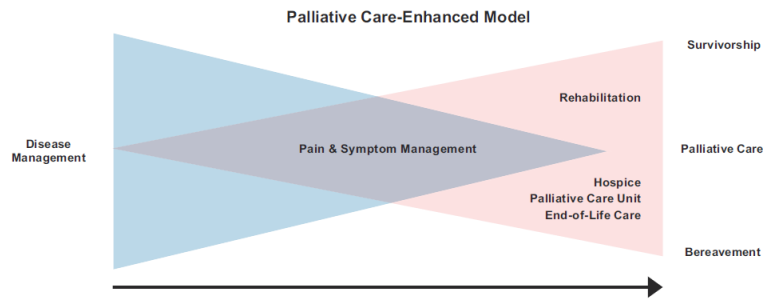 Palliative Care-Enhanced Model
Survivorship
Rehabilitation
Disease
Management
Pain & Symptom Management
Palliative Care
Hospice
Palliative Care Unit
End-of-Life Care
Bereavement